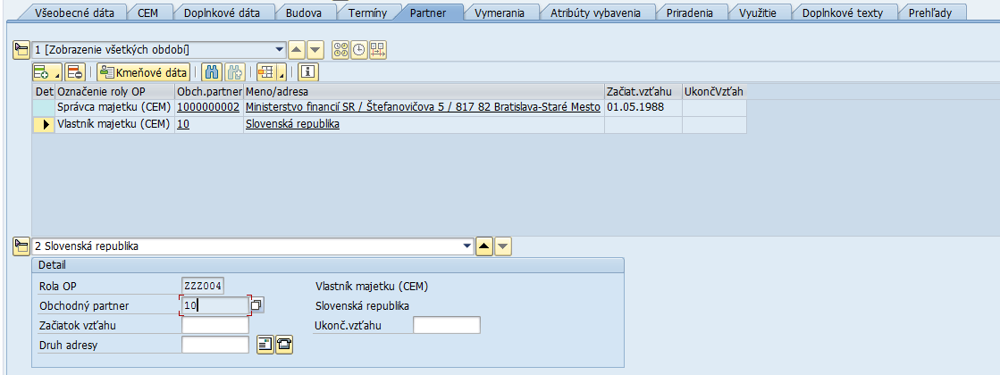 Všeobecné dáta CEM Doplnkové dáta Budova Termíny Partner Vymerania Atribúty vybavenia Priradenia Využitie Doplnkové texty Prehľady
1 [Zobrazenie všetkých období]
Kmeňové dáta
Det Označenie roly OP Obch.partner Meno/adresa Začiat.vzťahu UkončVzťah
Správca majetku (CEM) 1000000002 Ministerstvo financií SR / Štefanovičova 5 / 817 82 Bratislava-Staré Mesto 01.05.1988
Vlastník majetku (CEM) 10 Slovenská republika
2 Slovenská republika
Detail
Rola OP ZZZ004 Vlastník majetku (CEM)
Obchodný partner 10 Slovenská republika
Začiatok vzťahu Ukonč.vzťahu
Druh adresy